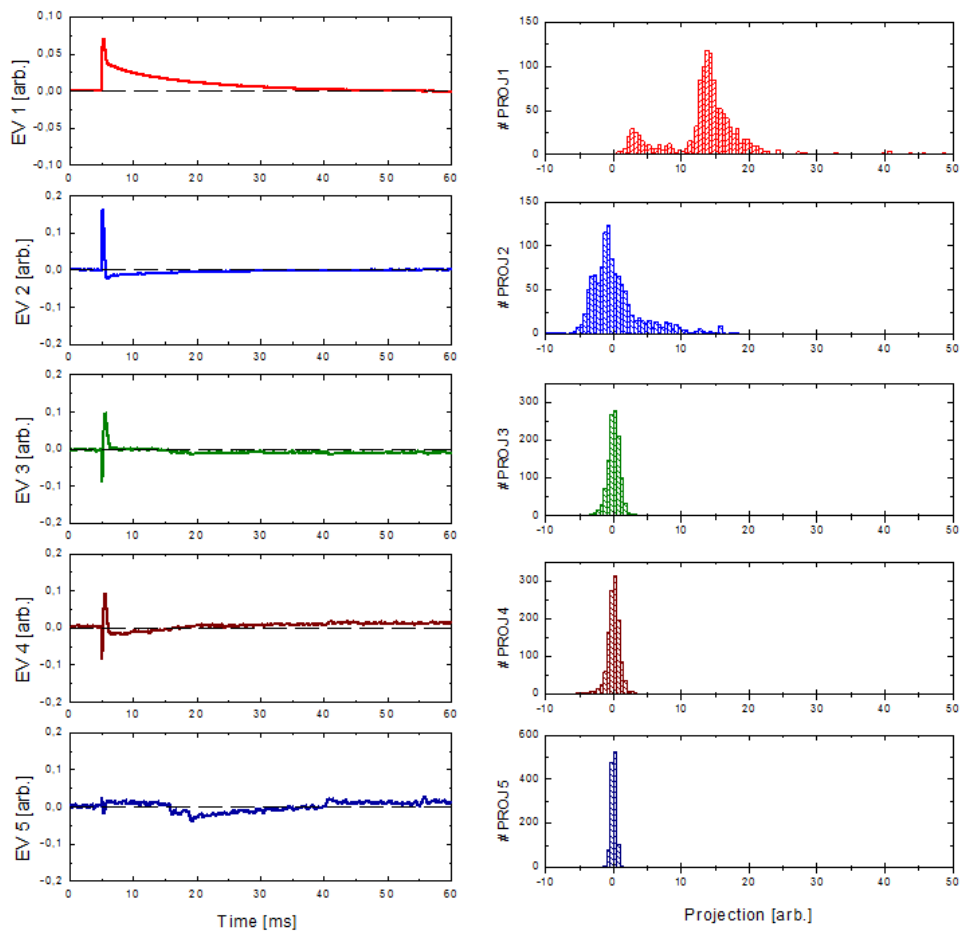 EV 1 [arb.]
0,10
0,05
0,00
-0,05
-0,10
0 10 20 30 40 50 60
# PROJ1
150
100
50
0
-10 0 10 20 30 40 50
EV 2 [arb.]
0,2
0,1
0,0
-0,1
-0,2
0 10 20 30 40 50 60
# PROJ2
150
100
50
0
-10 0 10 20 30 40 50
EV 3 [arb.]
0,2
0,1
0,0
-0,1
-0,2
0 10 20 30 40 50 60
# PROJ3
300
200
100
0
-10 0 10 20 30 40 50
EV 4 [arb.]
0,2
0,1
0,0
-0,1
-0,2
0 10 20 30 40 50 60
# PROJ4
300
200
100
0
-10 0 10 20 30 40 50
EV 5 [arb.]
0,2
0,1
0,0
-0,1
-0,2
0 10 20 30 40 50 60
Time [ms]
# PROJ5
600
400
200
0
-10 0 10 20 30 40 50
Projection [arb.]